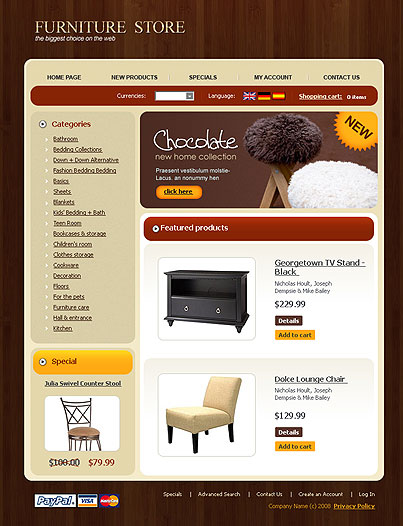 FURNITURE STORE
the biggest choice on the web
HOME PAGE
NEW PRODUCTS
SPECIALS
MY ACCOUNT
CONTACT US
Currencies:
Language:
Shopping cart: 0 items
Categories
Bathroom
Bedding Collections
Down + Down Alternative
Fashion Bedding Bedding
Basics
Sheets
Blankets
Kids' Bedding + Bath
Teen Room
Bookcases & storage
Children's room
Clothes storage
Cookware
Decoration
Floors
For the pets
Furniture care
Hall & entrance
Kitchen
Special
Julia Swivel Counter Stool
$100.00 $79.99
Chocolate
new home collection
Praesent vestibulum molstie-
Lacus. an nonummy hen
click here
NEW
Featured products
Georgetown TV Stand -
Black
Nicholas Hoult, Joseph
Dempsie & Mike Bailey
$229.99
Details
Add to cart
Dolce Lounge Chair
Nicholas Hoult, Joseph
Dempsie & Mike Bailey
$129.99
Details
Add to cart
PayPal VISA MasterCard
Specials | Advanced Search | Contact Us | Create an Account | Log In
Company Name (c) 2008 Privacy Policy